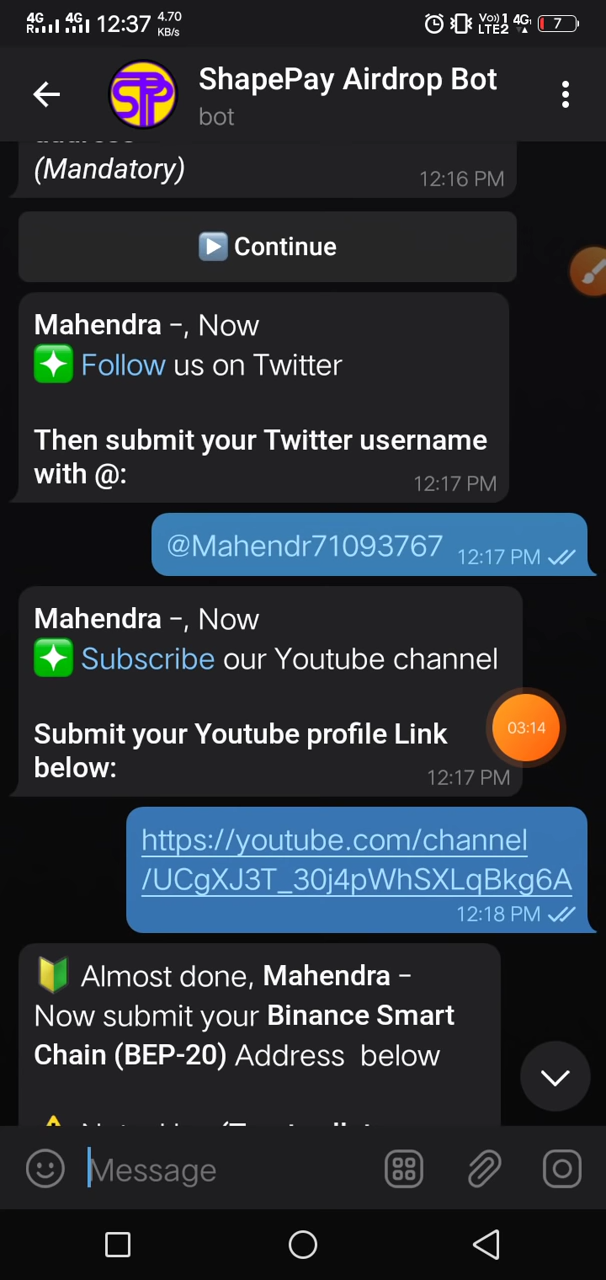 4G 4G 12:37 4.70
R KB/s Vo)) 1 4G 7
LTE2
ShapePay Airdrop Bot
bot
(Mandatory)
12:16 PM
Continue
Mahendra -, Now
Follow us on Twitter
Then submit your Twitter username
with @:
12:17 PM
@Mahendr71093767 12:17 PM
Mahendra -, Now
Subscribe our Youtube channel
Submit your Youtube profile Link
below:
12:17 PM
03:14
https://youtube.com/channel
/UCgXJ3T_30j4pWhSXLqBkg6A
12:18 PM
Almost done, Mahendra -
Now submit your Binance Smart
Chain (BEP-20) Address below
Message